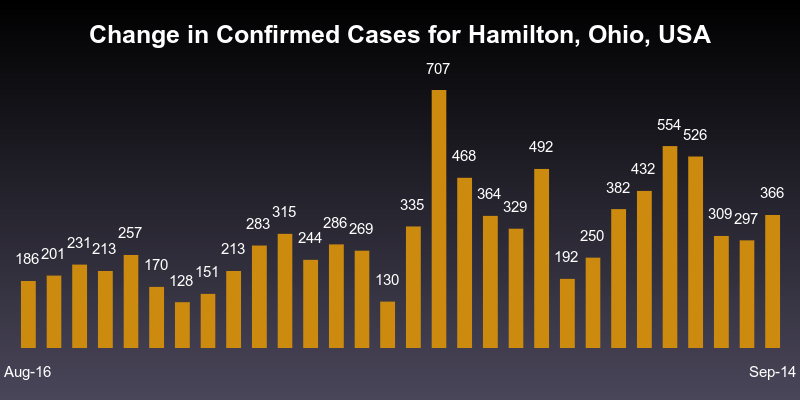 Change in Confirmed Cases for Hamilton, Ohio, USA
186 201 231 213 257 170 128 151 213 283 315 244 286 269 130 335 707 468 364 329 492 192 250 382 432 554 526 309 297 366
Aug-16 Sep-14